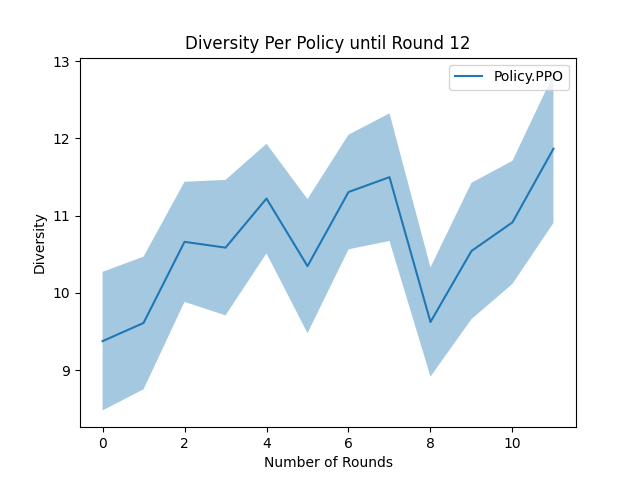 Diversity Per Policy until Round 12
Policy.PPO
13
12
11
10
9
Diversity
0 2 4 6 8 10
Number of Rounds